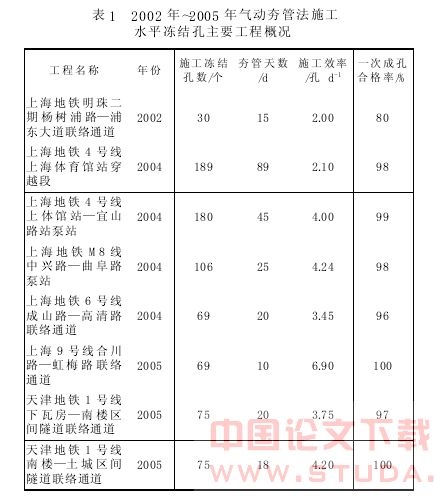 表 1 2002 年~2005 年气动夯管法施工
水平冻结孔主要工程概况
工程名称 年份 施工冻结 夯管天数 施工效率 一次成孔
孔数/个 /d /孔 d⁻¹ 合格率/%
上海地铁明珠二
期杨树浦路—浦 2002 30 15 2.00 80
东大道联络通道
上海地铁 4 号线
上海体育馆站穿 2004 189 89 2.10 98
越段
上海地铁 4 号线
上体馆站—宜山 2004 180 45 4.00 99
路站泵站
上海地铁 M8 线
中兴路—曲阜路 2004 106 25 4.24 98
泵站
上海地铁 6 号线
成山路—高清路 2004 69 20 3.45 96
联络通道
上海 9 号线合川
路—虹梅路联络 2005 69 10 6.90 100
通道
天津地铁 1 号线
下瓦房—南楼区 2005 75 20 3.75 97
间隧道联络通道
天津地铁 1 号线
南楼—土城区间 2005 75 18 4.20 100
隧道联络通道
中国论文下载
WWW.STUDA.